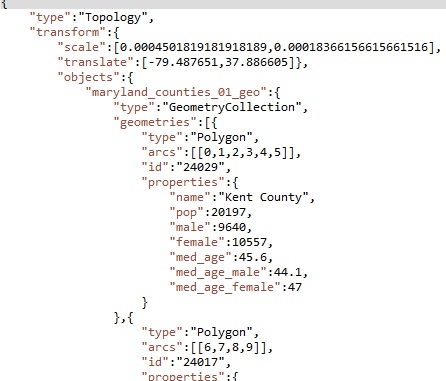 {
"type":"Topology",
"transform":{
"scale":[0.0004501819181918189,0.00018366156615661516],
"translate":[-79.487651,37.886605]},
"objects":{
"maryland_counties_01_geo":{
"type":"GeometryCollection",
"geometries":[{
"type":"Polygon",
"arcs":[[0,1,2,3,4,5]],
"id":"24029",
"properties":{
"name":"Kent County",
"pop":20197,
"male":9640,
"female":10557,
"med_age":45.6,
"med_age_male":44.1,
"med_age_female":47
}
},{
"type":"Polygon",
"arcs":[[6,7,8,9]],
"id":"24017",
"properties":{